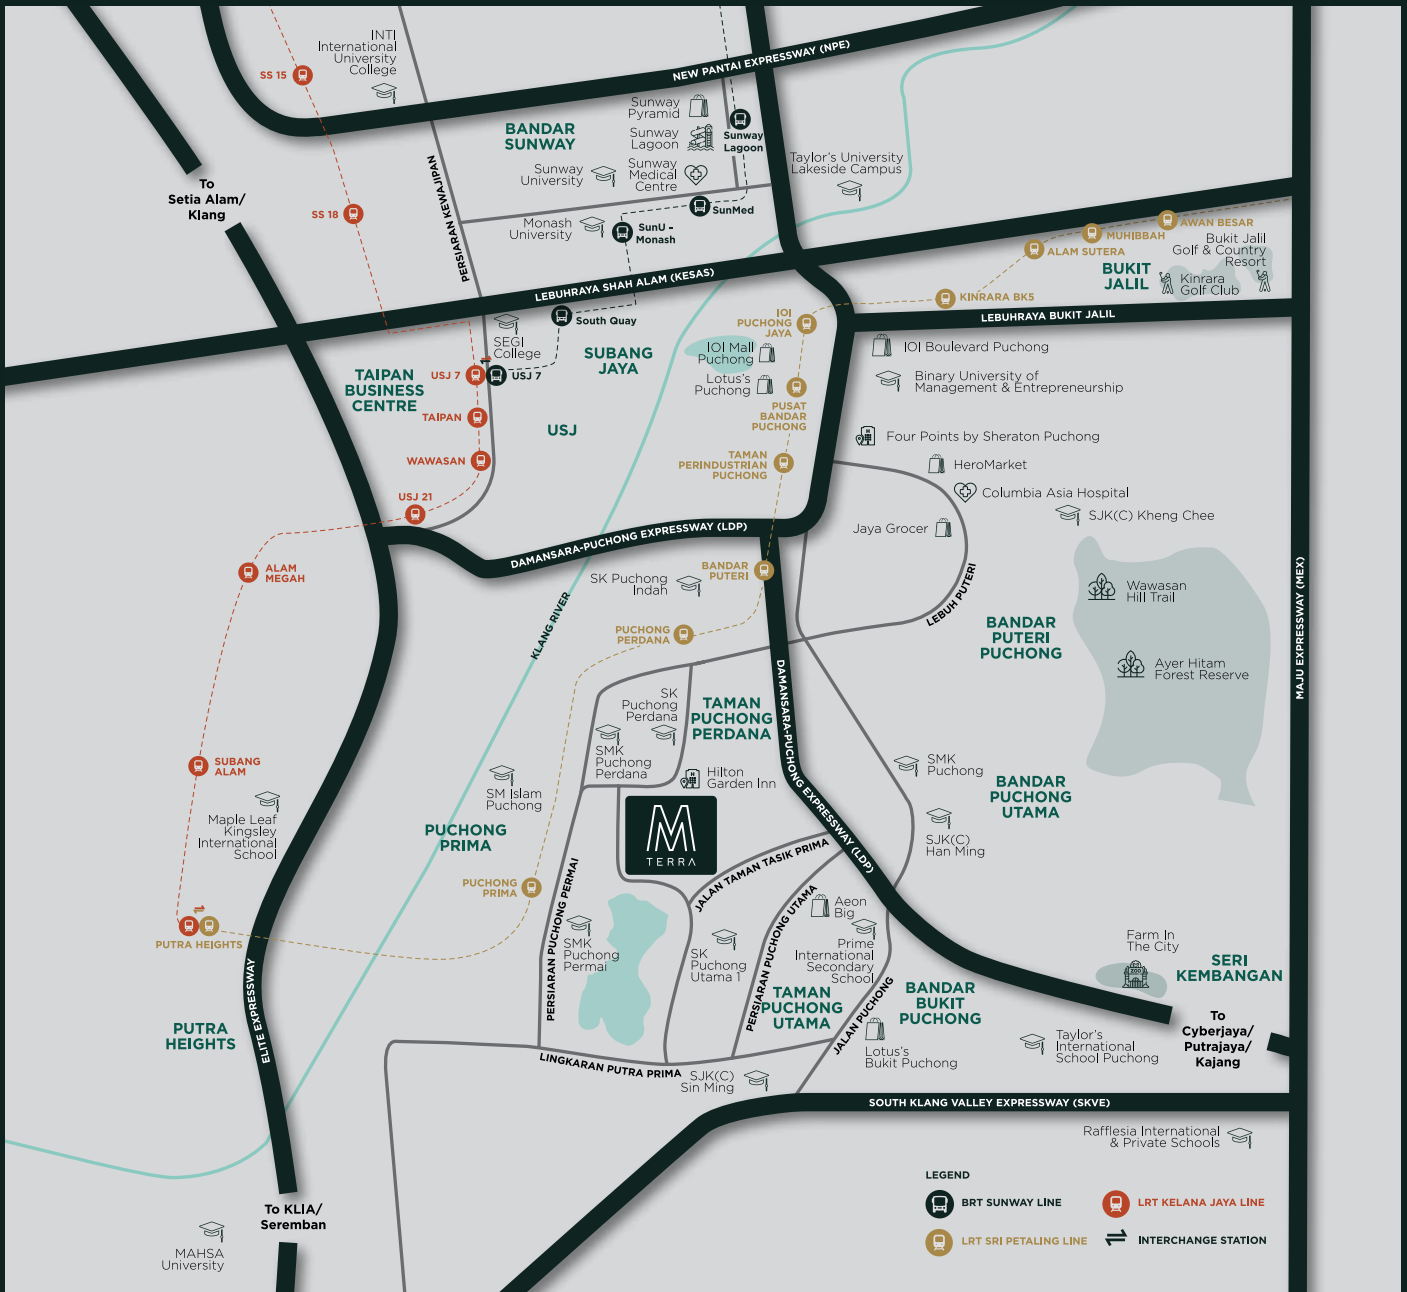 INTI
International
University
College
SS 15
NEW PANTAI EXPRESSWAY (NPE)
BANDAR
SUNWAY
Sunway
Pyramid
Sunway
Lagoon
Sunway
Lagoon
Sunway
University
Sunway
Medical
Centre
Taylor's University
Lakeside Campus
To
Setia Alam/
Klang
PERSIARAN KEWAJIPAN
SS 18
SunMed
Monash
University
SunU -
Monash
AWAN BESAR
MUHIBBAH
ALAM SUTERA
Bukit Jalil
Golf & Country
Resort
BUKIT
JALIL
Kinrara
Golf Club
LEBUHRAYA SHAH ALAM (KESAS)
KINRARA BK5
LEBUHRAYA BUKIT JALIL
South Quay
IOI
PUCHONG
JAYA
SEGI
College
SUBANG
JAYA
IOI Mall
Puchong
IOI Boulevard Puchong
TAIPAN
BUSINESS
CENTRE
USJ 7
USJ 7
Lotus's
Puchong
Binary University of
Management & Entrepreneurship
TAIPAN
PUSAT
BANDAR
PUCHONG
USJ
Four Points by Sheraton Puchong
WAWASAN
TAMAN
PERINDUSTRIAN
PUCHONG
HeroMarket
USJ 21
Columbia Asia Hospital
SJK(C) Kheng Chee
Jaya Grocer
DAMANSARA-PUCHONG EXPRESSWAY (LDP)
ALAM
MEGAH
BANDAR
PUTERI
SK Puchong
Indah
Wawasan
Hill Trail
LEBUH PUTERI
KLANG RIVER
PUCHONG
PERDANA
BANDAR
PUTERI
PUCHONG
MAJU EXPRESSWAY (MEX)
Ayer Hitam
Forest Reserve
DAMANSARA-PUCHONG EXPRESSWAY (LDP)
SK
Puchong
Perdana
TAMAN
PUCHONG
PERDANA
SMK
Puchong
Perdana
SUBANG
ALAM
SMK
Puchong
Hilton
Garden Inn
BANDAR
PUCHONG
UTAMA
SM Islam
Puchong
Maple Leaf
Kingsley
International
School
PUCHONG
PRIMA
M
TERRA
SJK(C)
Han Ming
JALAN TAMAN TASIK PRIMA
PUCHONG
PRIMA
PERSIARAN PUCHONG PERMAI
PERSIARAN PUCHONG UTAMA
Aeon
Big
PUTRA HEIGHTS
SMK
Puchong
Permai
SK
Puchong
Utama 1
Prime
International
Secondary
School
Farm In
The City
ZOO
SERI
KEMBANGAN
ELITE EXPRESSWAY
TAMAN
PUCHONG
UTAMA
BANDAR
BUKIT
PUCHONG
JALAN PUCHONG
PUTRA
HEIGHTS
To
Cyberjaya/
Putrajaya/
Kajang
Lotus's
Bukit Puchong
Taylor's
International
School Puchong
LINGKARAN PUTRA PRIMA
SJK(C)
Sin Ming
SOUTH KLANG VALLEY EXPRESSWAY (SKVE)
Rafflesia International
& Private Schools
To KLIA/
Seremban
MAHSA
University
LEGEND
BRT SUNWAY LINE
LRT KELANA JAYA LINE
LRT SRI PETALING LINE
INTERCHANGE STATION